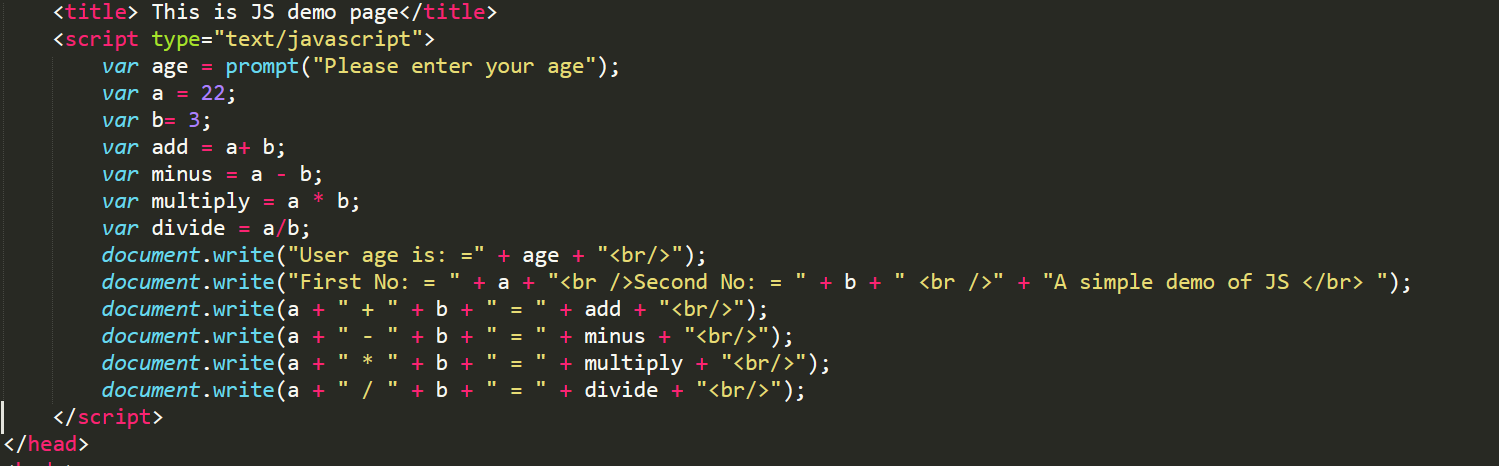 <title> This is JS demo page</title>
<script type="text/javascript">
var age = prompt("Please enter your age");
var a = 22;
var b= 3;
var add = a+ b;
var minus = a - b;
var multiply = a * b;
var divide = a/b;
document.write("User age is: =" + age + "<br/>");
document.write("First No: = " + a + "<br />Second No: = " + b + " <br />" + "A simple demo of JS </br> ");
document.write(a + " + " + b + " = " + add + "<br/>");
document.write(a + " - " + b + " = " + minus + "<br/>");
document.write(a + " * " + b + " = " + multiply + "<br/>");
document.write(a + " / " + b + " = " + divide + "<br/>");
</script>
</head>